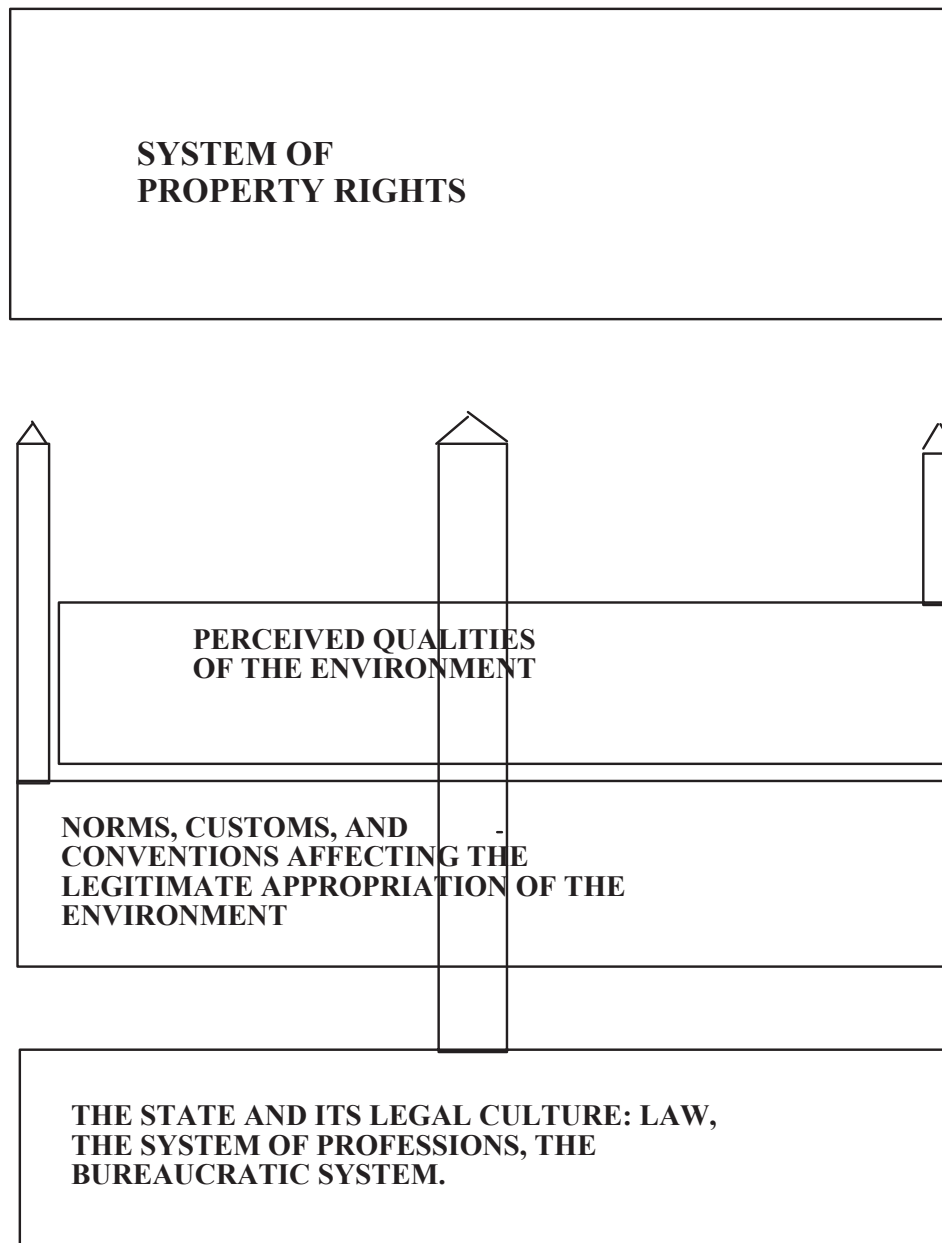 SYSTEM OF
PROPERTY RIGHTS
PERCEIVED QUALITIES
OF THE ENVIRONMENT
NORMS, CUSTOMS, AND -
CONVENTIONS AFFECTING THE
LEGITIMATE APPROPRIATION OF THE
ENVIRONMENT
THE STATE AND ITS LEGAL CULTURE: LAW,
THE SYSTEM OF PROFESSIONS, THE
BUREAUCRATIC SYSTEM.